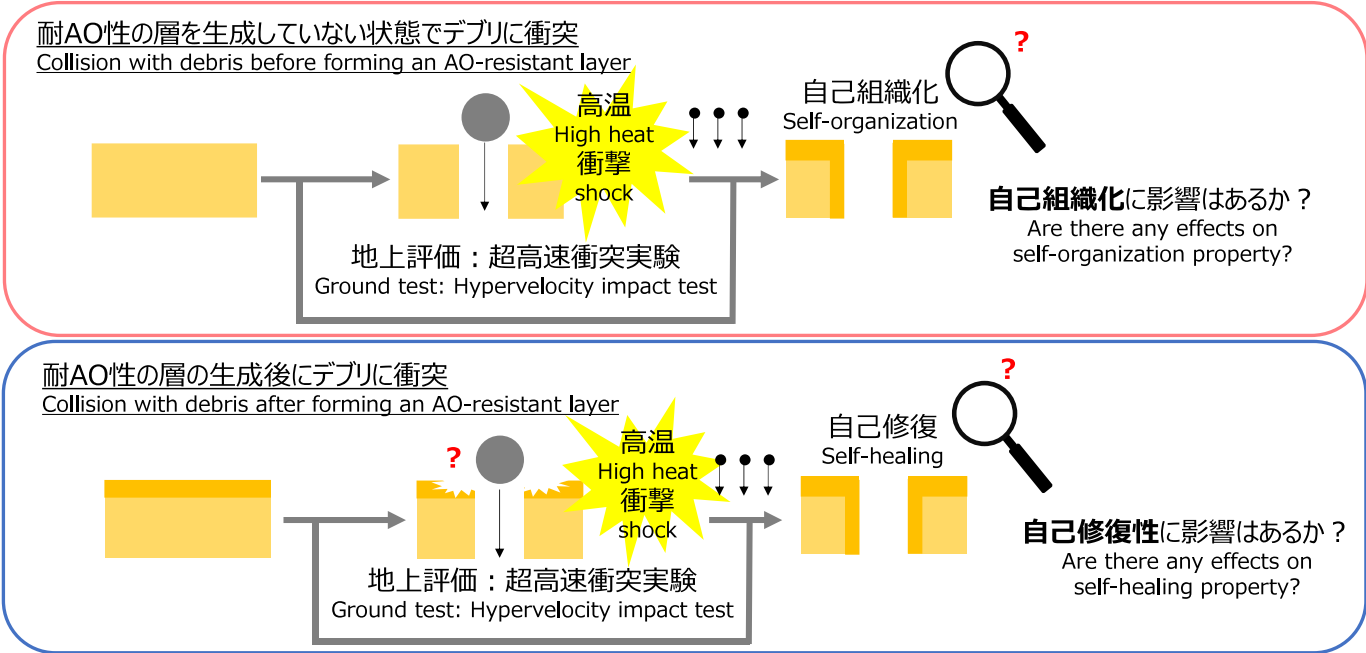 耐AO性の層を生成していない状態でデブリに衝突
Collision with debris before forming an AO-resistant layer
高温
High heat
衝撃
shock
自己組織化
Self-organization
?
地上評価：超高速衝突実験
Ground test: Hypervelocity impact test
自己組織化に影響はあるか？
Are there any effects on
self-organization property?
耐AO性の層の生成後にデブリに衝突
Collision with debris after forming an AO-resistant layer
?
高温
High heat
衝撃
shock
自己修復
Self-healing
?
地上評価：超高速衝突実験
Ground test: Hypervelocity impact test
自己修復性に影響はあるか？
Are there any effects on
self-healing property?